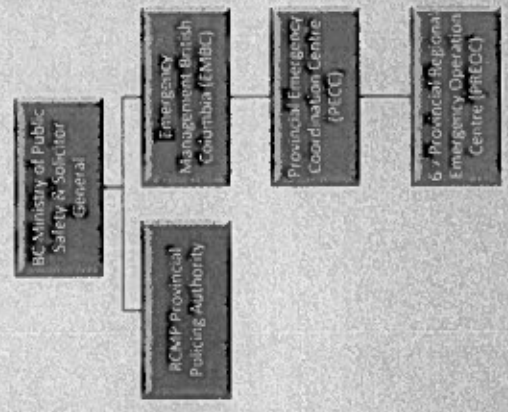 BC Ministry of Public
Safety & Solicitor
General
RCMP Provincial
Policing Authority
Emergency
Management British
Columbia (EMBC)
Provincial Emergency
Coordination Centre
(PECC)
Provincial Regional
Emergency Operation
Centre (PREOC)